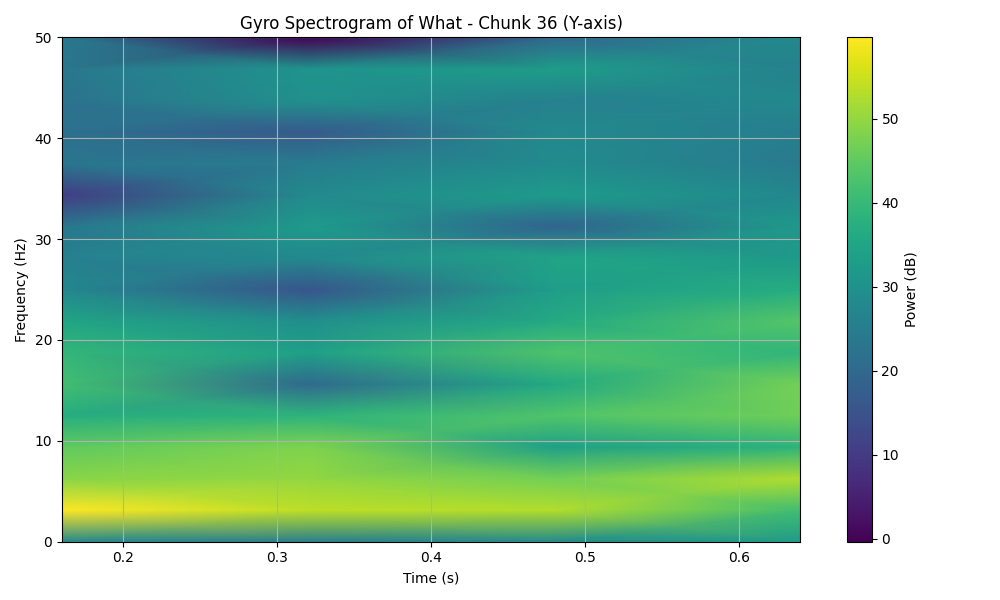 Gyro Spectrogram of What - Chunk 36 (Y-axis)
50
40
30
20
10
0
Frequency (Hz)
0.2 0.3 0.4 0.5 0.6
Time (s)
50
40
30
20
10
0
Power (dB)